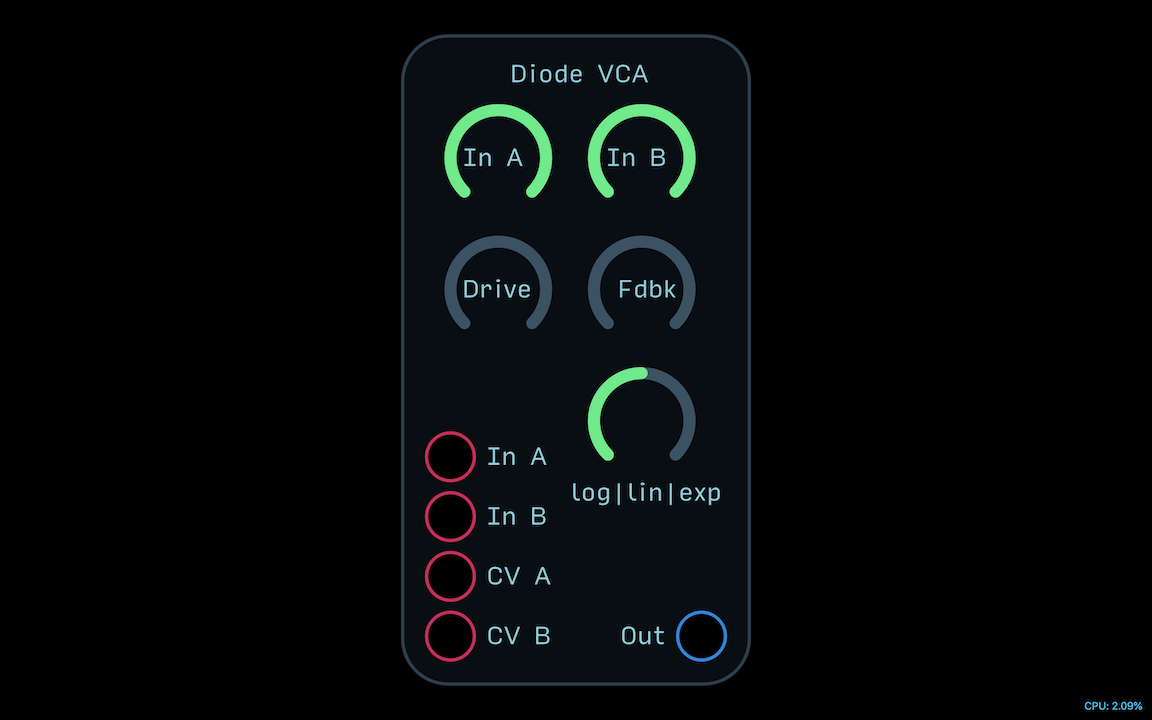 Diode VCA
In A
In B
Drive
Fdbk
log|lin|exp
In A
In B
CV A
CV B
Out
CPU: 2.09%